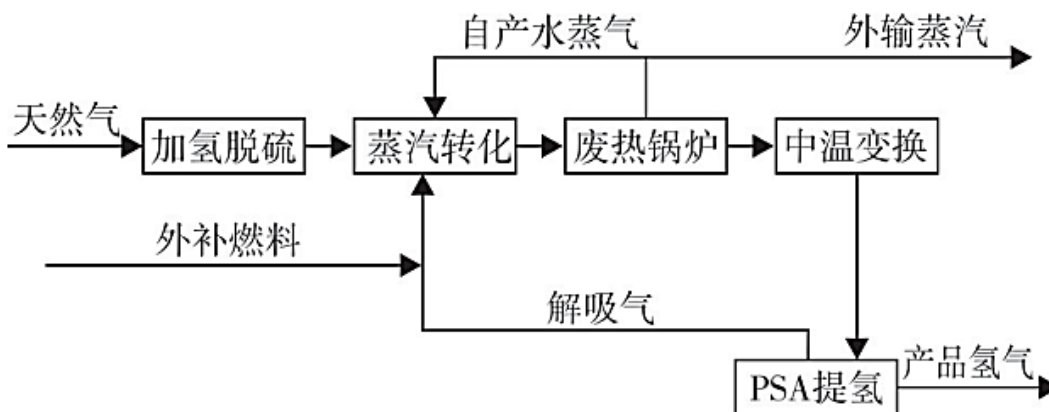 自产水蒸气
外输蒸汽
天然气
加氢脱硫
蒸汽转化
废热锅炉
中温变换
外补燃料
解吸气
PSA提氢
产品氢气